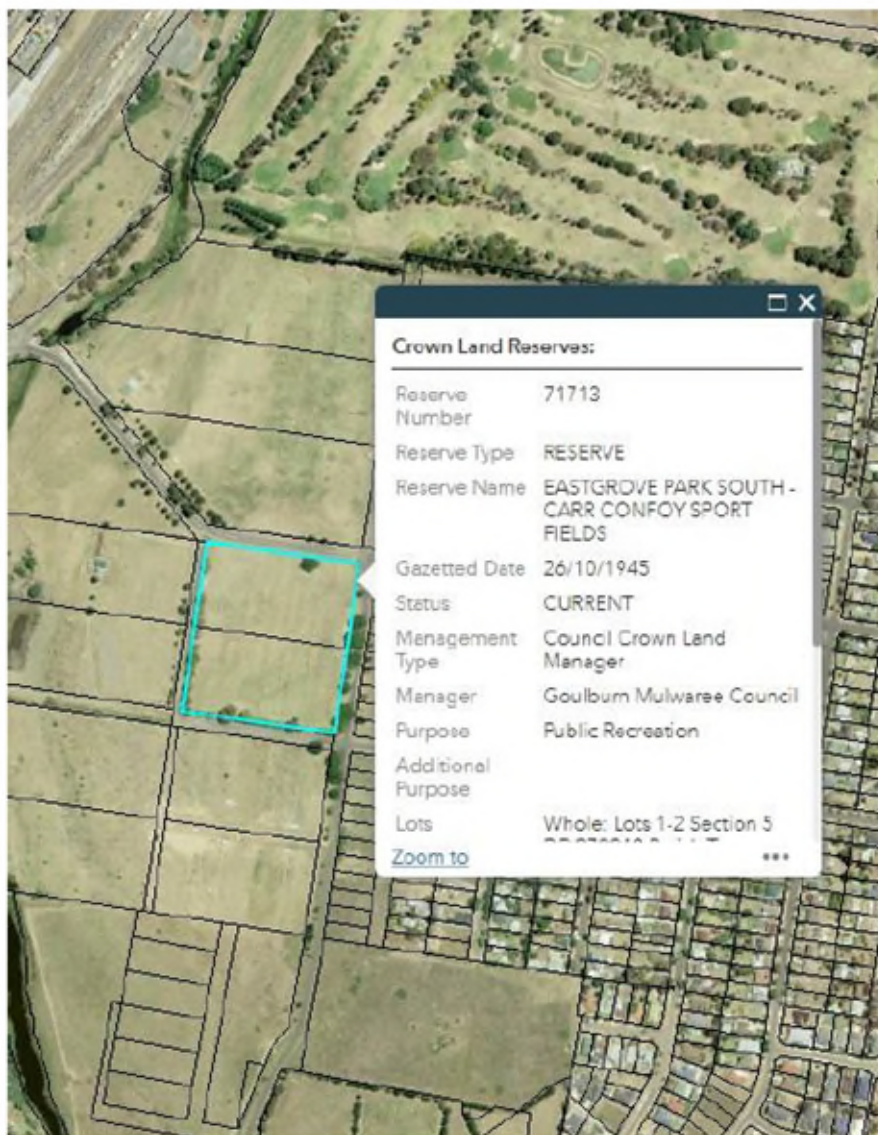 Crown Land Reserves:
Reserve Number 71713
Reserve Type RESERVE
Reserve Name EASTGROVE PARK SOUTH -
CARR CONFOY SPORT
FIELDS
Gazetted Date 26/10/1945
Status CURRENT
Management Type Council Crown Land
Manager
Manager Goulburn Mulwaree Council
Purpose Public Recreation
Additional Purpose
Lots Whole: Lots 1-2 Section 5
Zoom to